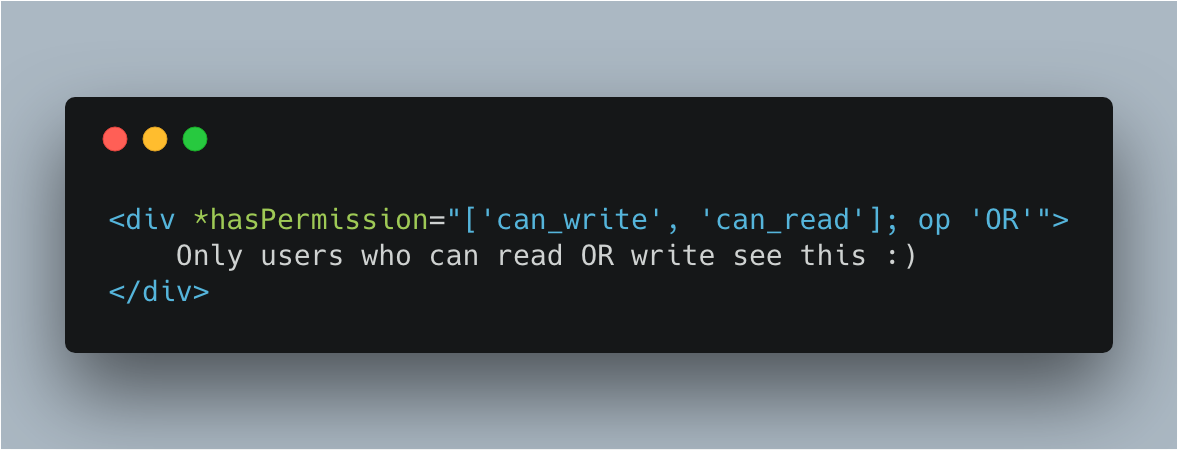 <div *hasPermission="['can_write', 'can_read']; op 'OR'">
    Only users who can read OR write see this :)
</div>